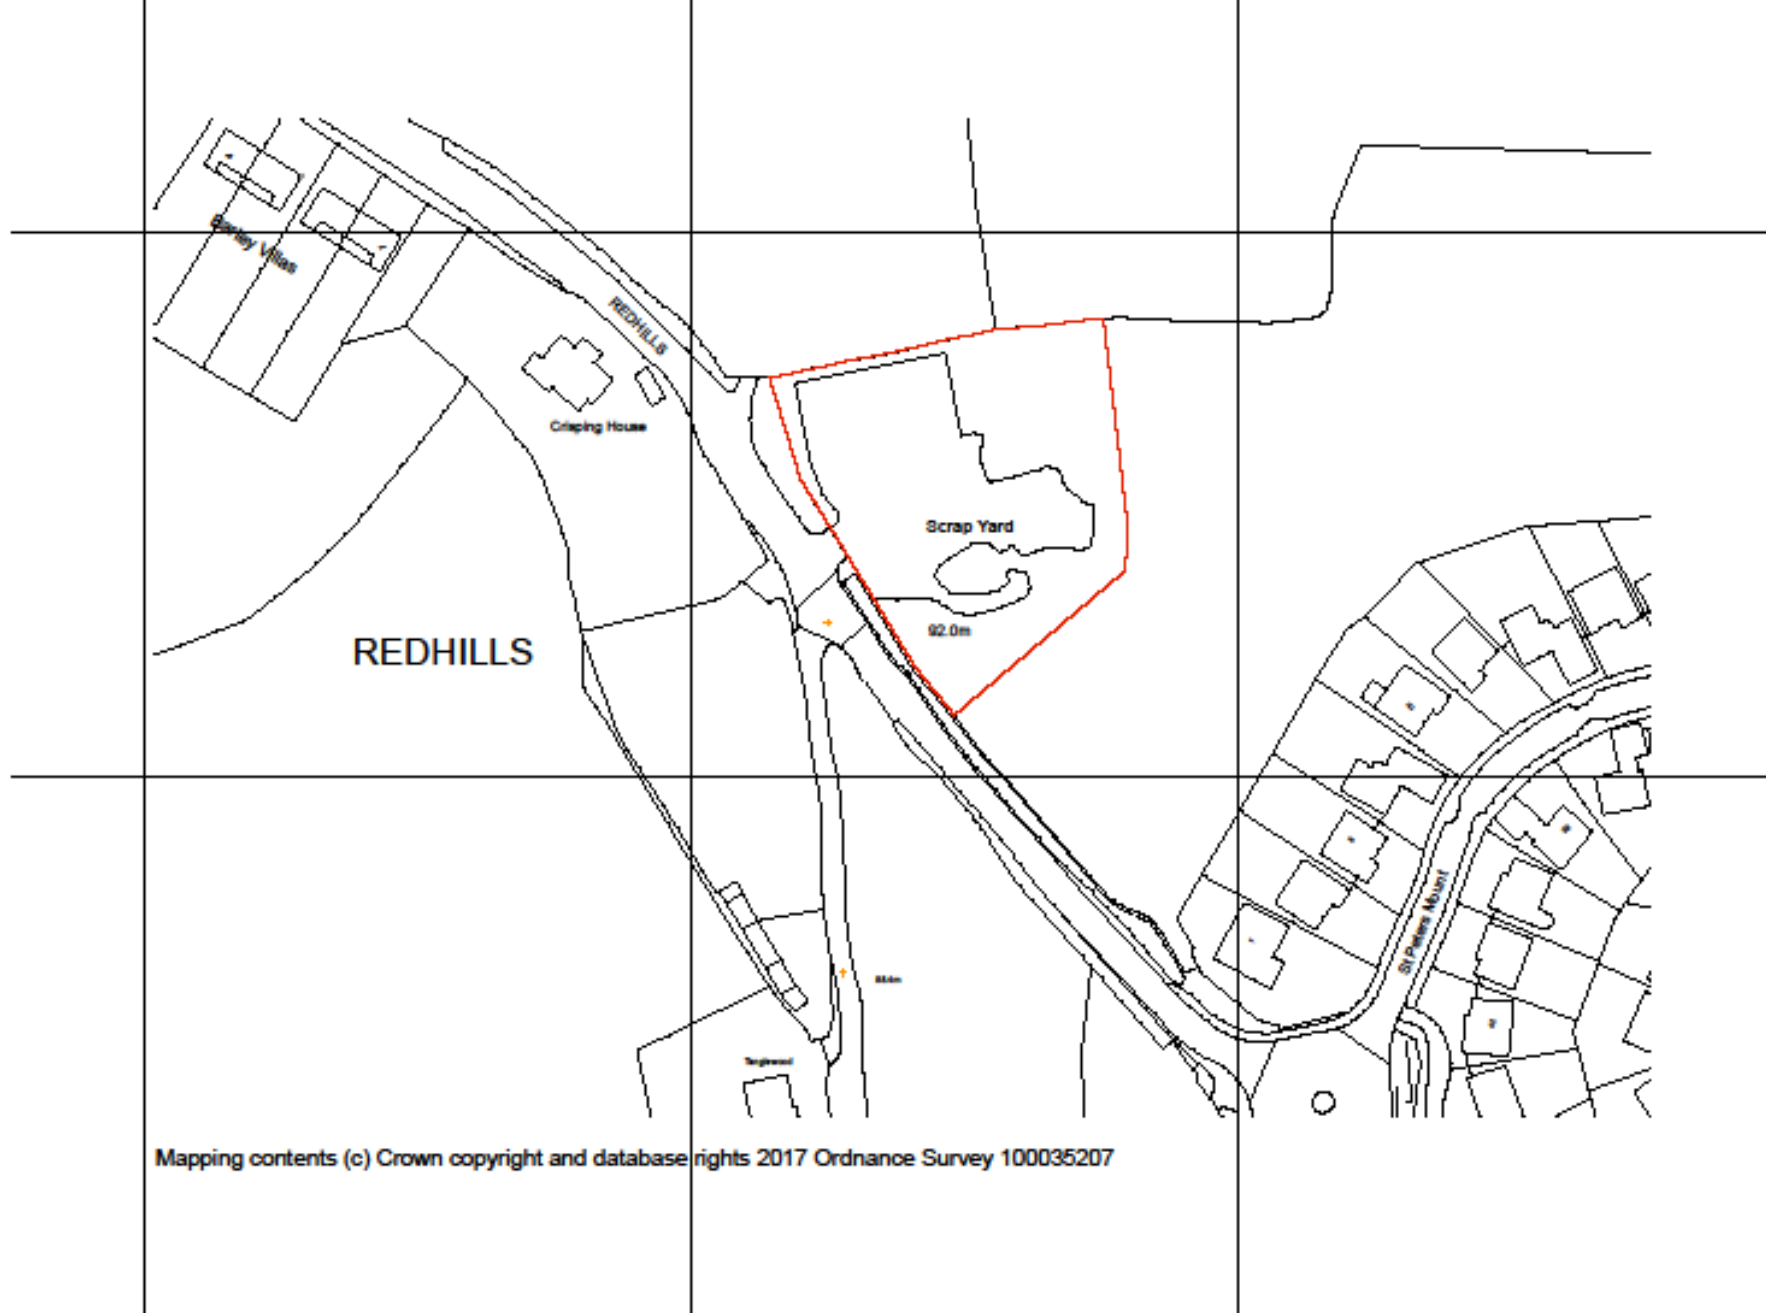 Barley Villas
REDHILLS
Crisping House
Scrap Yard
92.0m
REDHILLS
St Peters Mount
Tanglewood
Mapping contents (c) Crown copyright and database rights 2017 Ordnance Survey 100035207